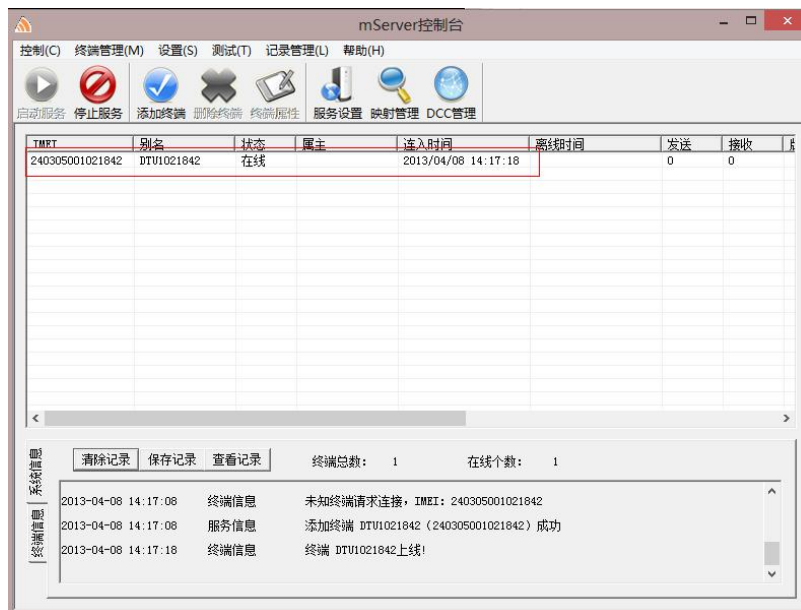 mServer控制台
控制(C) 终端管理(M) 设置(S) 测试(T) 记录管理(L) 帮助(H)
启动服务 停止服务 添加终端 删除终端 终端属性 服务设置 映射管理 DCC管理
IMEI 别名 状态 属主 连入时间 离线时间 发送 接收
240305001021842 DTU1021842 在线 2013/04/08 14:17:18 0 0
系统信息
终端信息
清除记录 保存记录 查看记录 终端总数: 1 在线个数: 1
2013-04-08 14:17:08 终端信息 未知终端请求连接，IMEI: 240305001021842
2013-04-08 14:17:08 服务信息 添加终端 DTU1021842（240305001021842）成功
2013-04-08 14:17:18 终端信息 终端 DTU1021842上线!